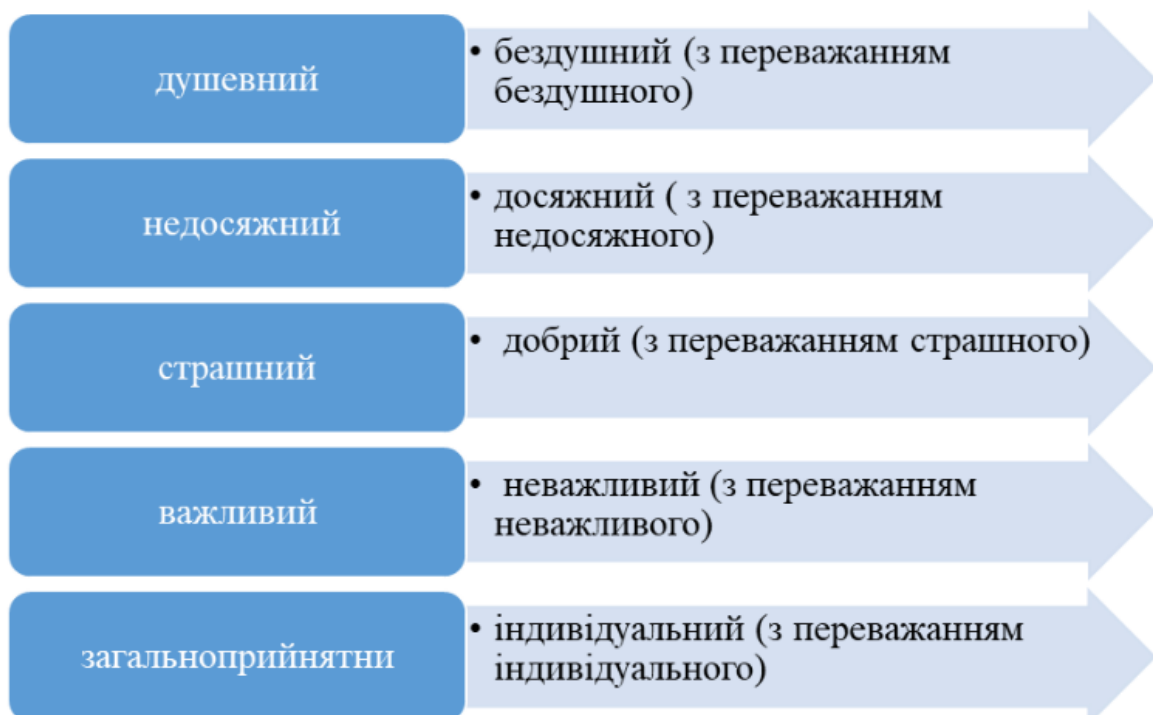 душевний
• бездушний (з переважанням
бездушного)
недосяжний
• досяжний ( з переважанням
недосяжного)
страшний
• добрий (з переважанням страшного)
важливий
• неважливий (з переважанням
неважливого)
загальноприйнятни
• індивідуальний (з переважанням
індивідуального)